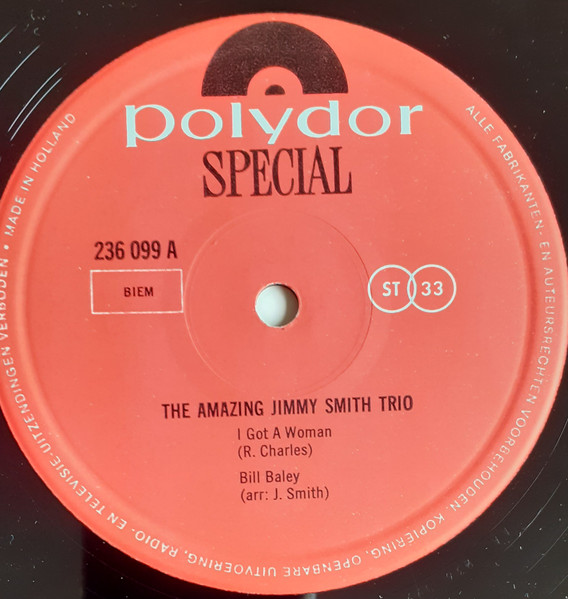 polydor
SPECIAL
236 099 A
BIEM
ST 33
THE AMAZING JIMMY SMITH TRIO
I Got A Woman
(R. Charles)
Bill Baley
(arr: J. Smith)
ALLE FABRIKANTEN- EN AUTEURSRECHTEN VOORBEHOUDEN. KOPIËRING, OPENBARE UITVOERING, RADIO- EN TELEVISIE-UITZENDINGEN VERBODEN • MADE IN HOLLAND